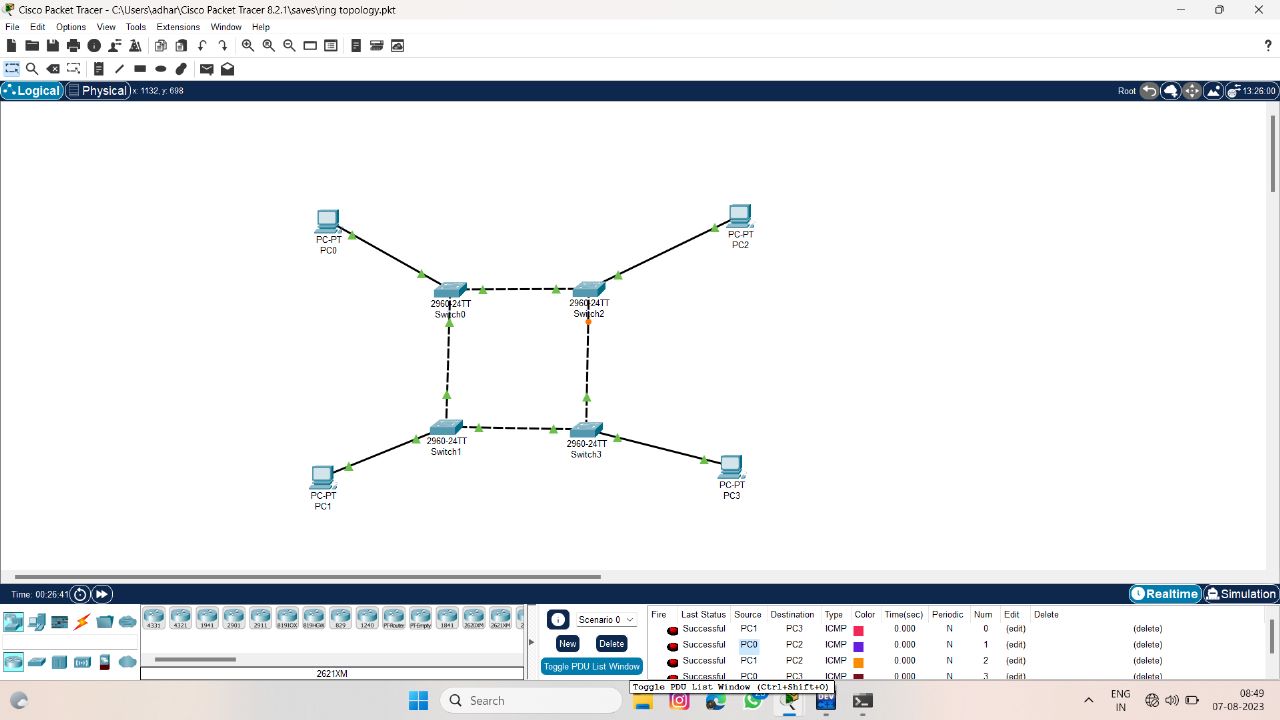 Cisco Packet Tracer - C:\Users\adhar\Cisco Packet Tracer 8.2.1\saves\ring topology.pkt
File Edit Options View Tools Extensions Window Help
?
Logical Physical x: 1132, y: 698 Root 13:26:00
PC-PT
PC0
PC-PT
PC2
2960-24TT
Switch0
2960-24TT
Switch2
2960-24TT
Switch1
2960-24TT
Switch3
PC-PT
PC1
PC-PT
PC3
Time: 00:26:41 Realtime Simulation
4331 4321 1941 2901 2911 819IOX 819HGW 829 1240 PT-Router PT-Empty 1841 2620XM 2621XM
2621XM
Scenario 0
New Delete
Toggle PDU List Window
Fire Last Status Source Destination Type Color Time(sec) Periodic Num Edit Delete
Successful PC1 PC3 ICMP 0.000 N 0 (edit) (delete)
Successful PC0 PC2 ICMP 0.000 N 1 (edit) (delete)
Successful PC1 PC2 ICMP 0.000 N 2 (edit) (delete)
Successful PC0 PC3 ICMP 0.000 N 3 (edit) (delete)
Toggle PDU List Window (Ctrl+Shift+O)
Search
DEV
ENG
IN
08:49
07-08-2023